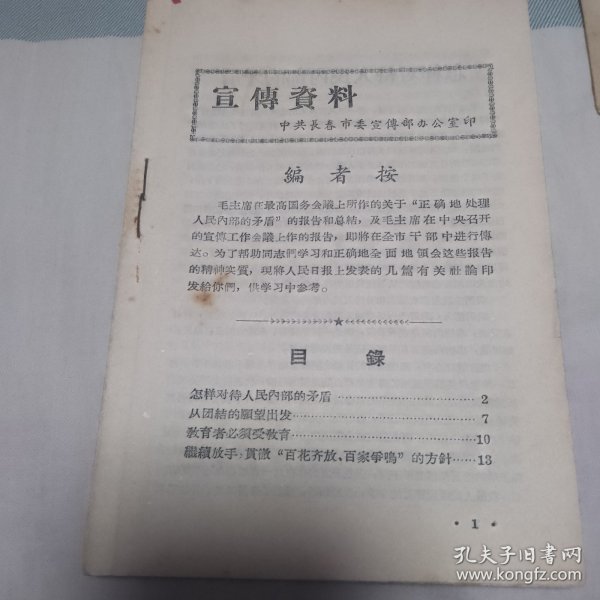 宣傳資料
中共長春市委宣傳部办公室印
編者按
毛主席在最高国务会議上所作的关于“正确地处理
人民內部的矛盾”的报告和总結，及毛主席在中央召开
的宣傳工作会議上作的报告，即將在全市干部中进行傳
达。为了帮助同志們学习和正确地全面地領会这些报告
的精神实質，現將人民日报上发表的几篇有关社論印
发給你們，供学习中参考。
目錄
怎样对待人民內部的矛盾……………………2
从团結的願望出发……………………7
敎育者必須受敎育……………………10
繼續放手，貫徹“百花齐放、百家爭鳴”的方針……13
·1·
孔夫子旧书网
www.kongfz.com